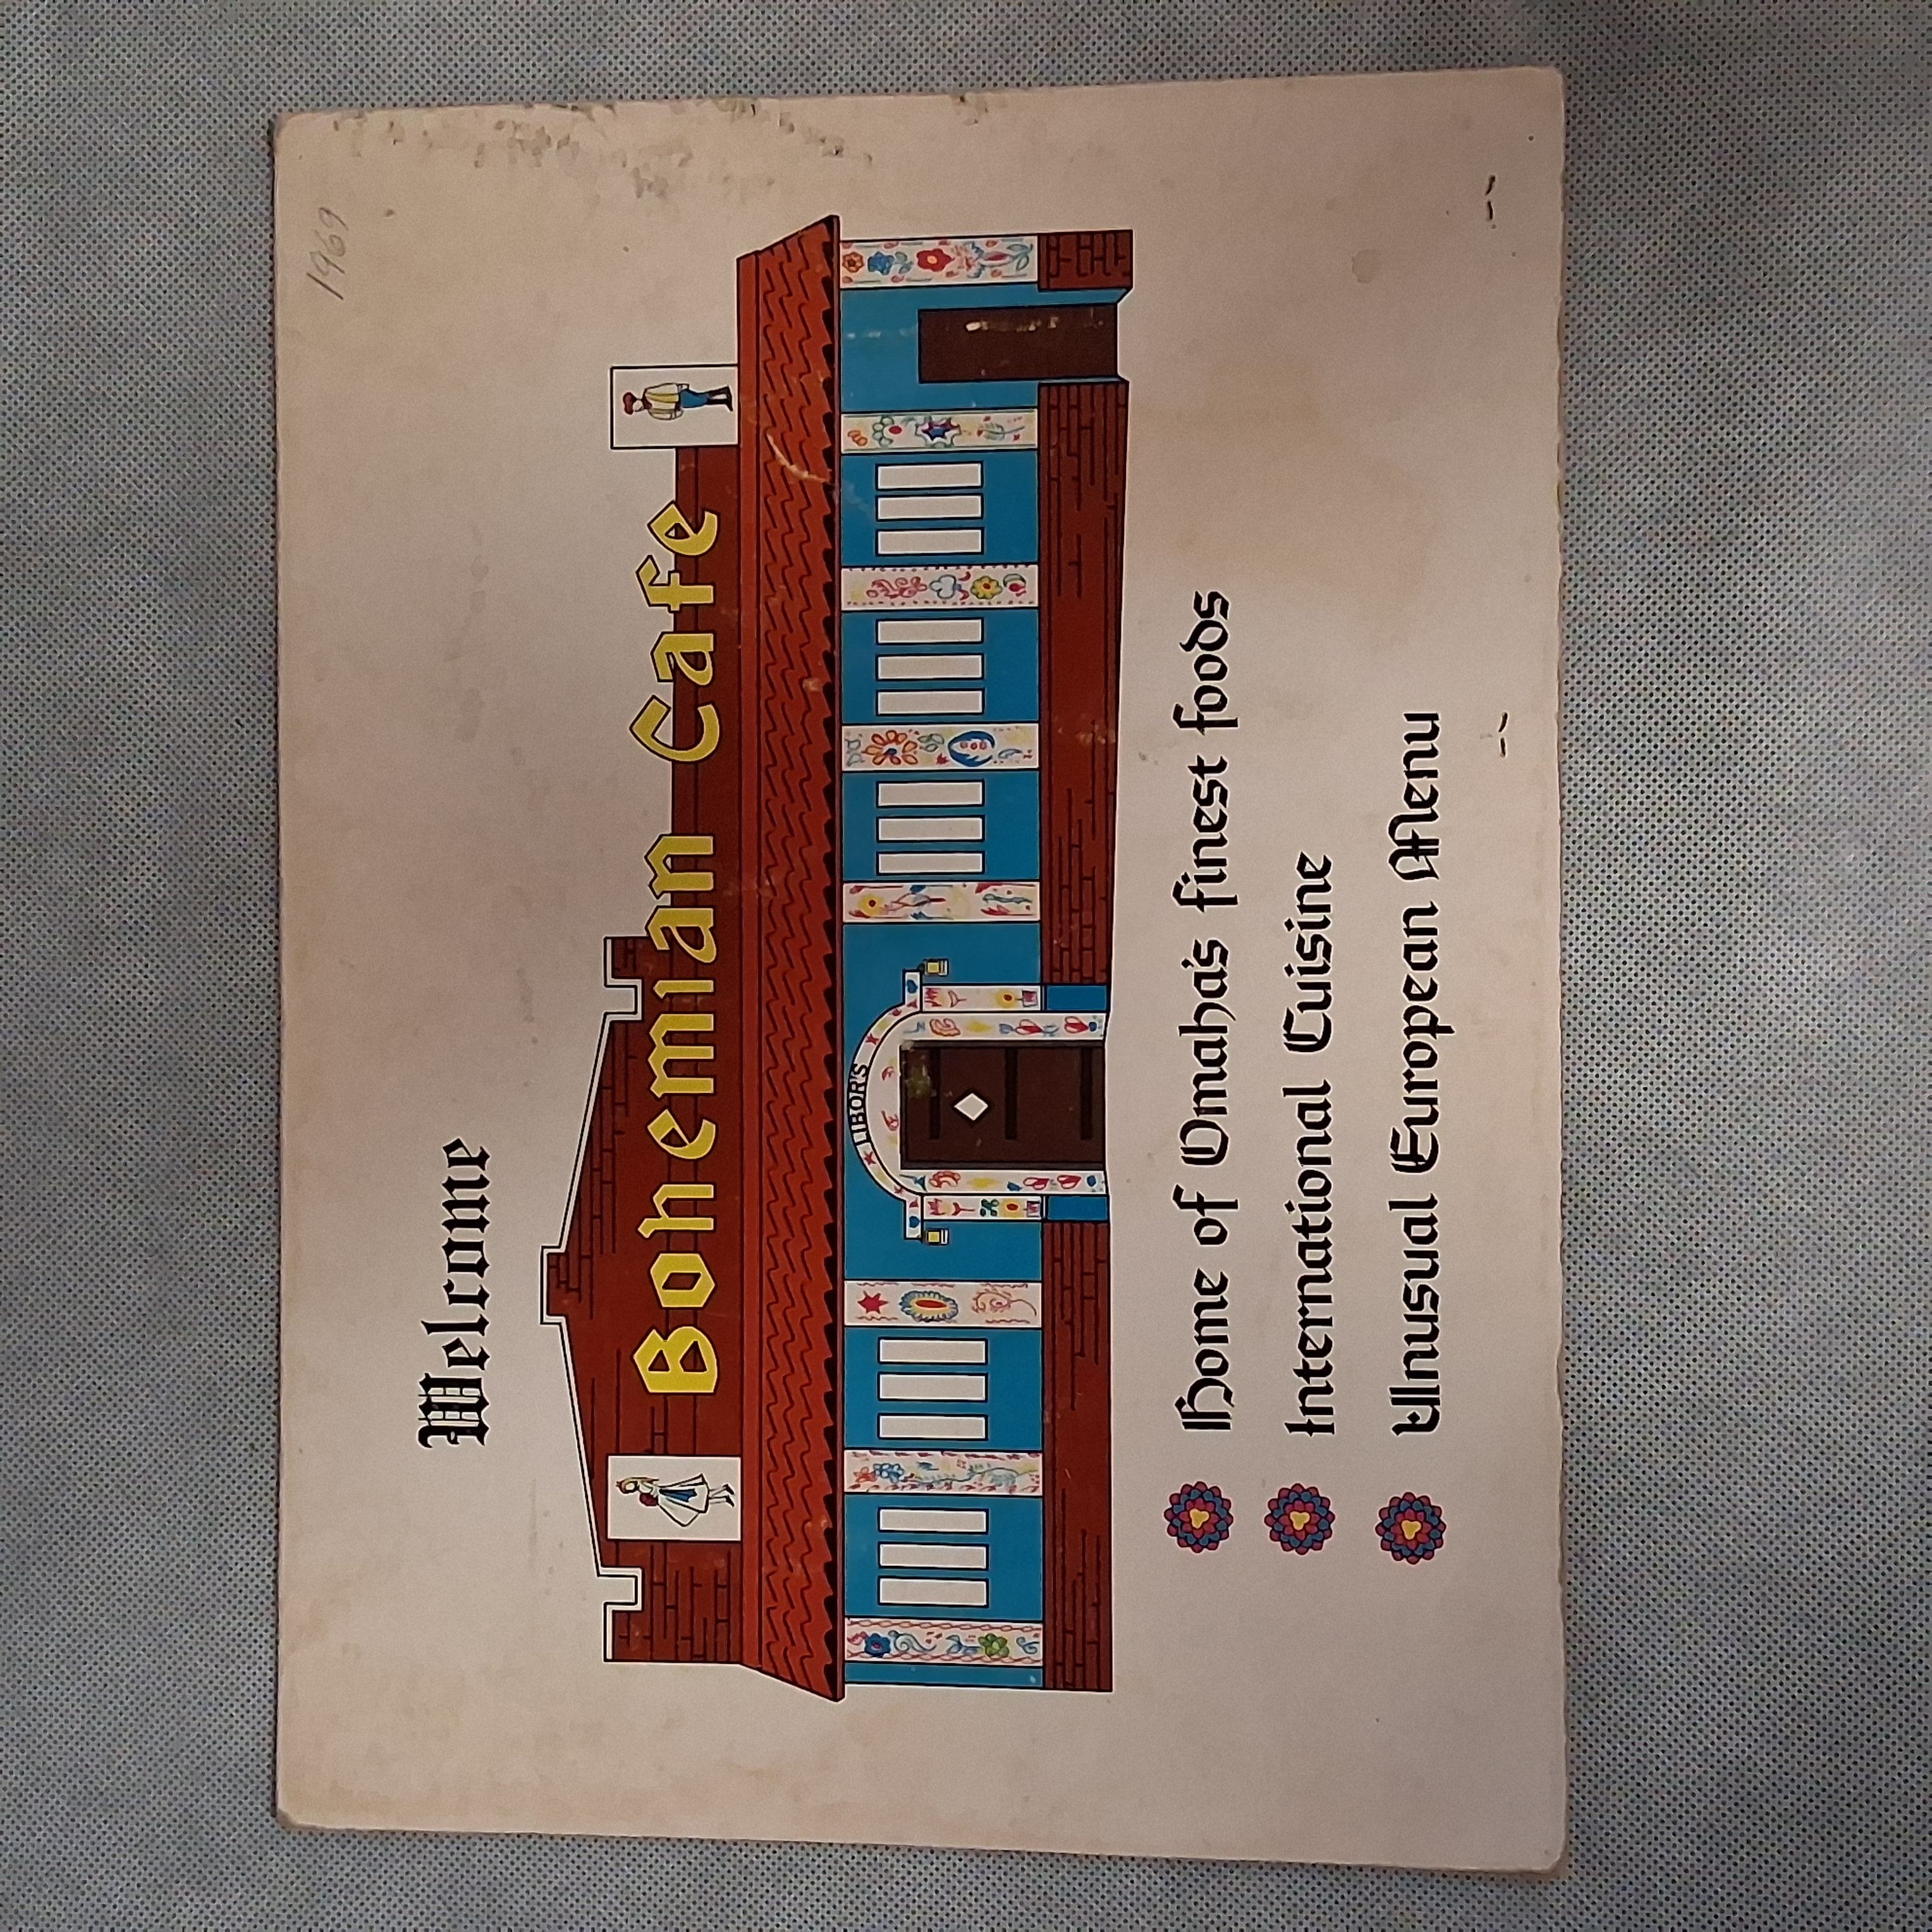 1969
Welcome
Bohemian Cafe
LIBOR'S
Home of Omaha's finest foods
International Cuisine
Unusual European Menu